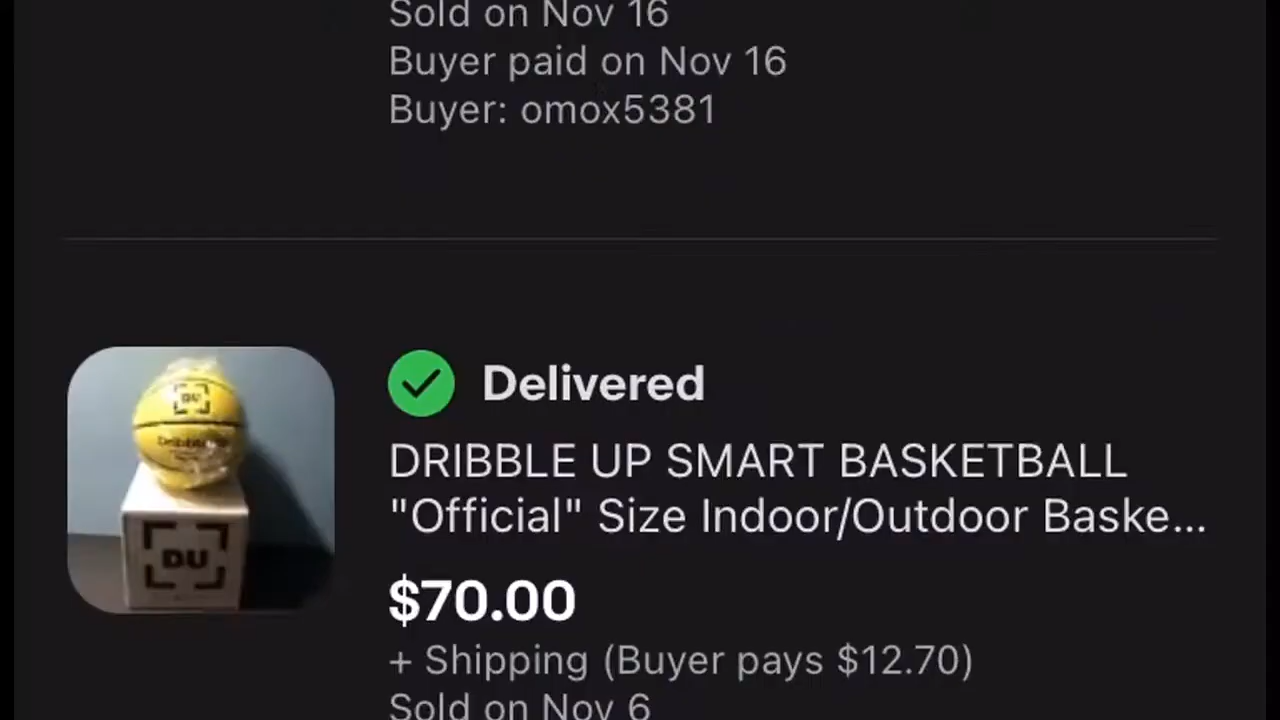 Sold on Nov 16
Buyer paid on Nov 16
Buyer: omox5381
Delivered
DRIBBLE UP SMART BASKETBALL
"Official" Size Indoor/Outdoor Baske...
$70.00
+ Shipping (Buyer pays $12.70)
Sold on Nov 6
DU
DU